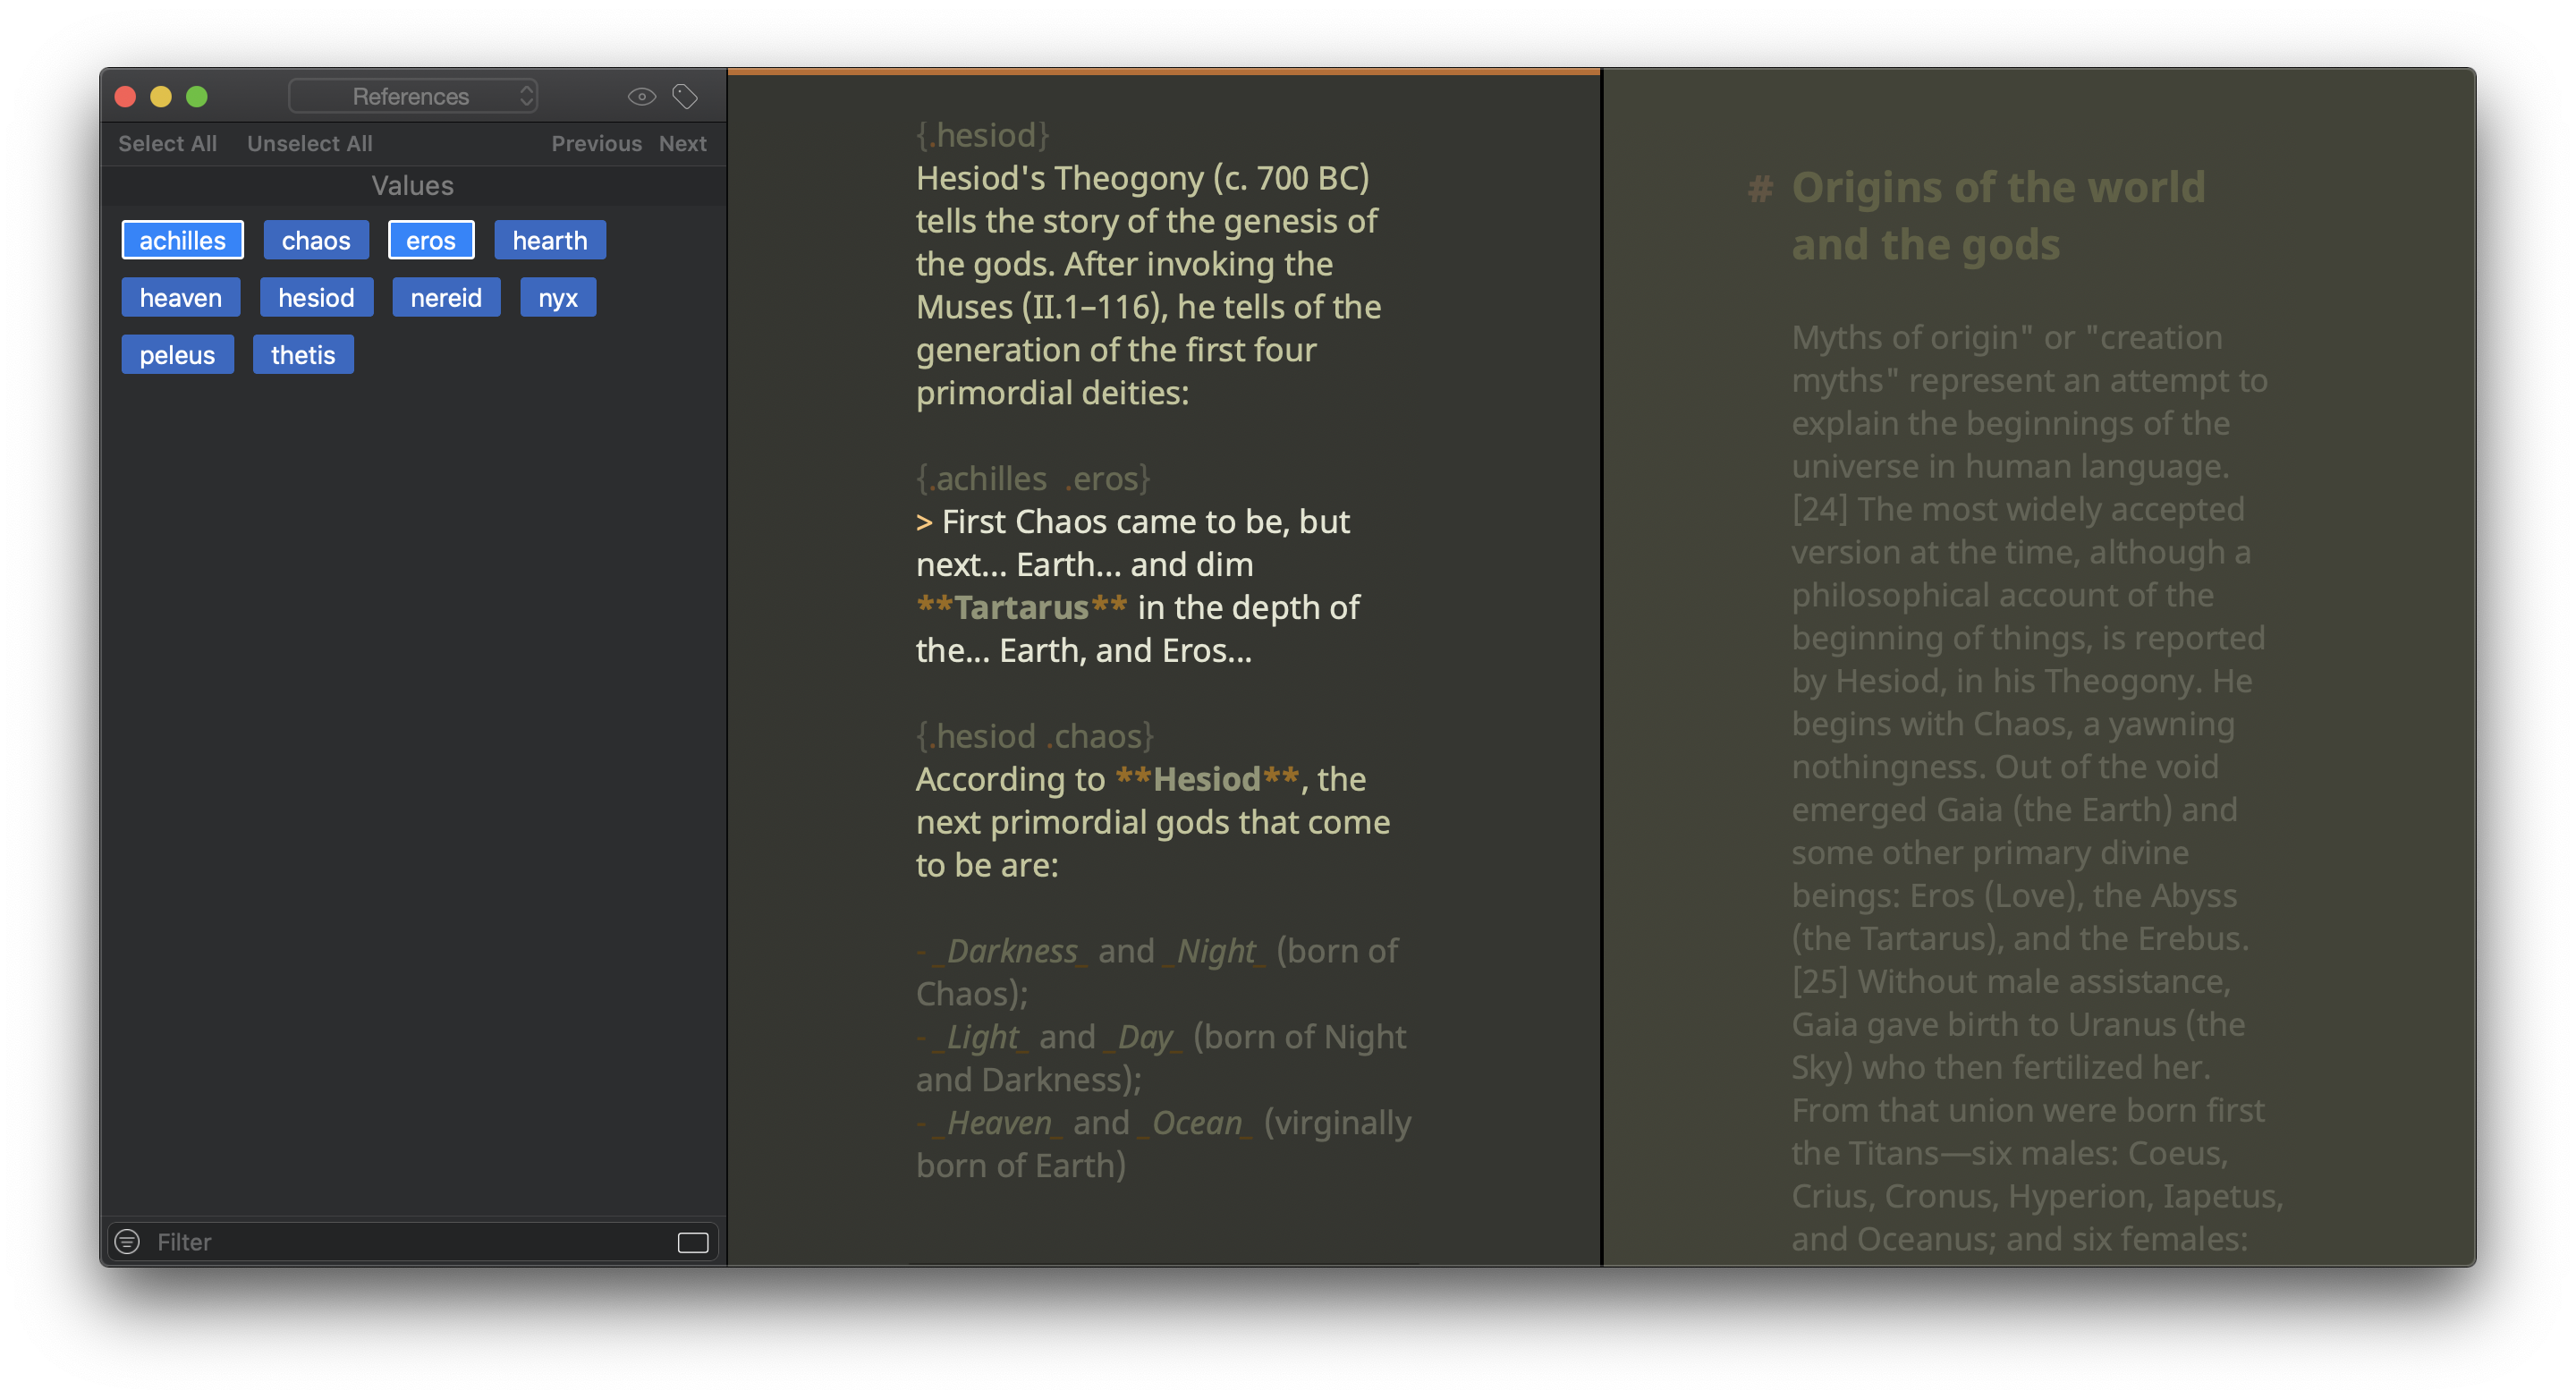 References
Select All Unselect All Previous Next
Values
achilles chaos eros hearth
heaven hesiod nereid nyx
peleus thetis
Filter
{.hesiod}
Hesiod's Theogony (c. 700 BC)
tells the story of the genesis of
the gods. After invoking the
Muses (II.1–116), he tells of the
generation of the first four
primordial deities:
{.achilles  .eros}
> First Chaos came to be, but
next... Earth... and dim
**Tartarus** in the depth of
the... Earth, and Eros...
{.hesiod .chaos}
According to **Hesiod**, the
next primordial gods that come
to be are:
- _Darkness_ and _Night_ (born of
Chaos);
- _Light_ and _Day_ (born of Night
and Darkness);
- _Heaven_ and _Ocean_ (virginally
born of Earth)
# Origins of the world
and the gods
Myths of origin" or "creation
myths" represent an attempt to
explain the beginnings of the
universe in human language.
[24] The most widely accepted
version at the time, although a
philosophical account of the
beginning of things, is reported
by Hesiod, in his Theogony. He
begins with Chaos, a yawning
nothingness. Out of the void
emerged Gaia (the Earth) and
some other primary divine
beings: Eros (Love), the Abyss
(the Tartarus), and the Erebus.
[25] Without male assistance,
Gaia gave birth to Uranus (the
Sky) who then fertilized her.
From that union were born first
the Titans—six males: Coeus,
Crius, Cronus, Hyperion, Iapetus,
and Oceanus; and six females: